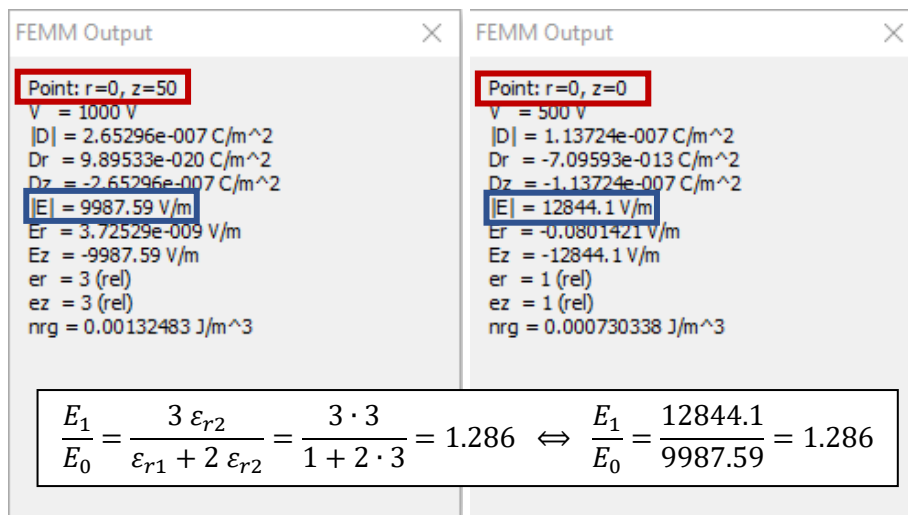 FEMM Output
Point: r=0, z=50
V = 1000 V
|D| = 2.65296e-007 C/m^2
Dr = 9.89533e-020 C/m^2
Dz = -2.65296e-007 C/m^2
|E| = 9987.59 V/m
Er = 3.72529e-009 V/m
Ez = -9987.59 V/m
er = 3 (rel)
ez = 3 (rel)
nrg = 0.00132483 J/m^3
FEMM Output
Point: r=0, z=0
V = 500 V
|D| = 1.13724e-007 C/m^2
Dr = -7.09593e-013 C/m^2
Dz = -1.13724e-007 C/m^2
|E| = 12844.1 V/m
Er = -0.0801421 V/m
Ez = -12844.1 V/m
er = 1 (rel)
ez = 1 (rel)
nrg = 0.000730338 J/m^3
E₁/E₀ = 3 εᵣ₂/(εᵣ₁ + 2 εᵣ₂) = (3 · 3)/(1 + 2 · 3) = 1.286 ⇔ E₁/E₀ = 12844.1/9987.59 = 1.286